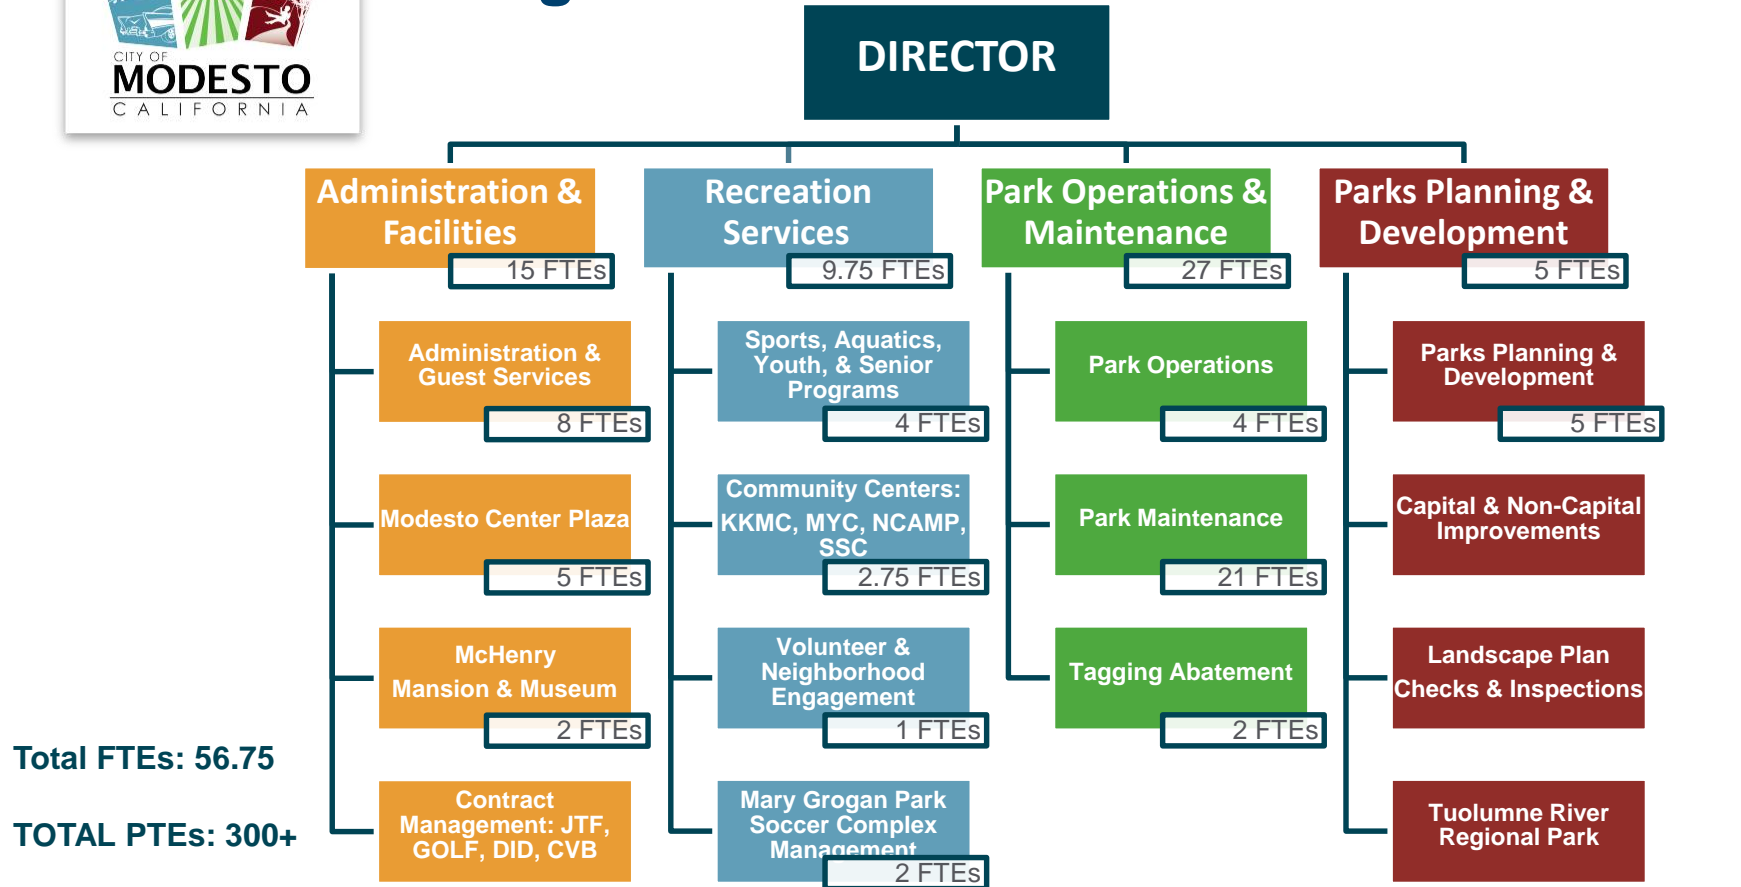 CITY OF
MODESTO
CALIFORNIA
DIRECTOR
Administration &
Facilities
15 FTEs
Recreation
Services
9.75 FTEs
Park Operations &
Maintenance
27 FTEs
Parks Planning &
Development
5 FTEs
Administration &
Guest Services
8 FTEs
Modesto Center Plaza
5 FTEs
McHenry
Mansion & Museum
2 FTEs
Contract
Management: JTF,
GOLF, DID, CVB
Sports, Aquatics,
Youth, & Senior
Programs
4 FTEs
Community Centers:
KKMC, MYC, NCAMP,
SSC
2.75 FTEs
Volunteer &
Neighborhood
Engagement
1 FTEs
Mary Grogan Park
Soccer Complex
Management
2 FTEs
Park Operations
4 FTEs
Park Maintenance
21 FTEs
Tagging Abatement
2 FTEs
Parks Planning &
Development
5 FTEs
Capital & Non-Capital
Improvements
Landscape Plan
Checks & Inspections
Tuolumne River
Regional Park
Total FTEs: 56.75
TOTAL PTEs: 300+